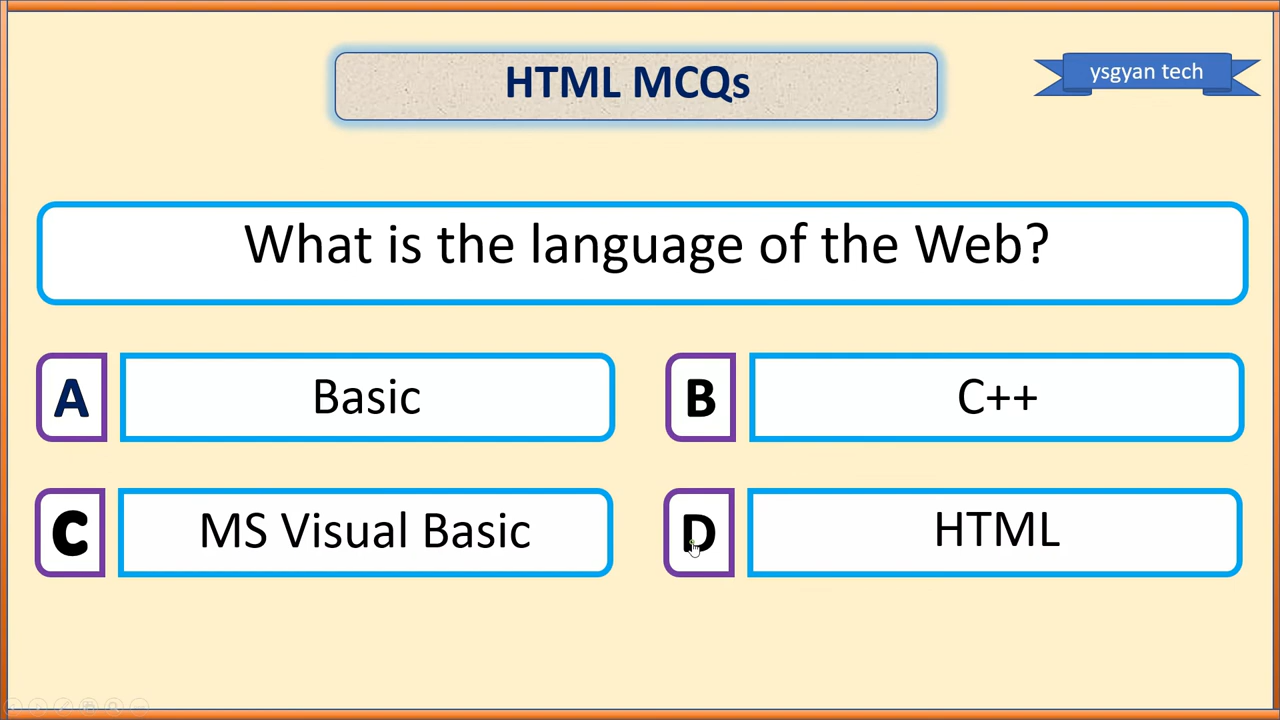 HTML MCQs
ysgyan tech
What is the language of the Web?
A
Basic
B
C++
C
MS Visual Basic
D
HTML